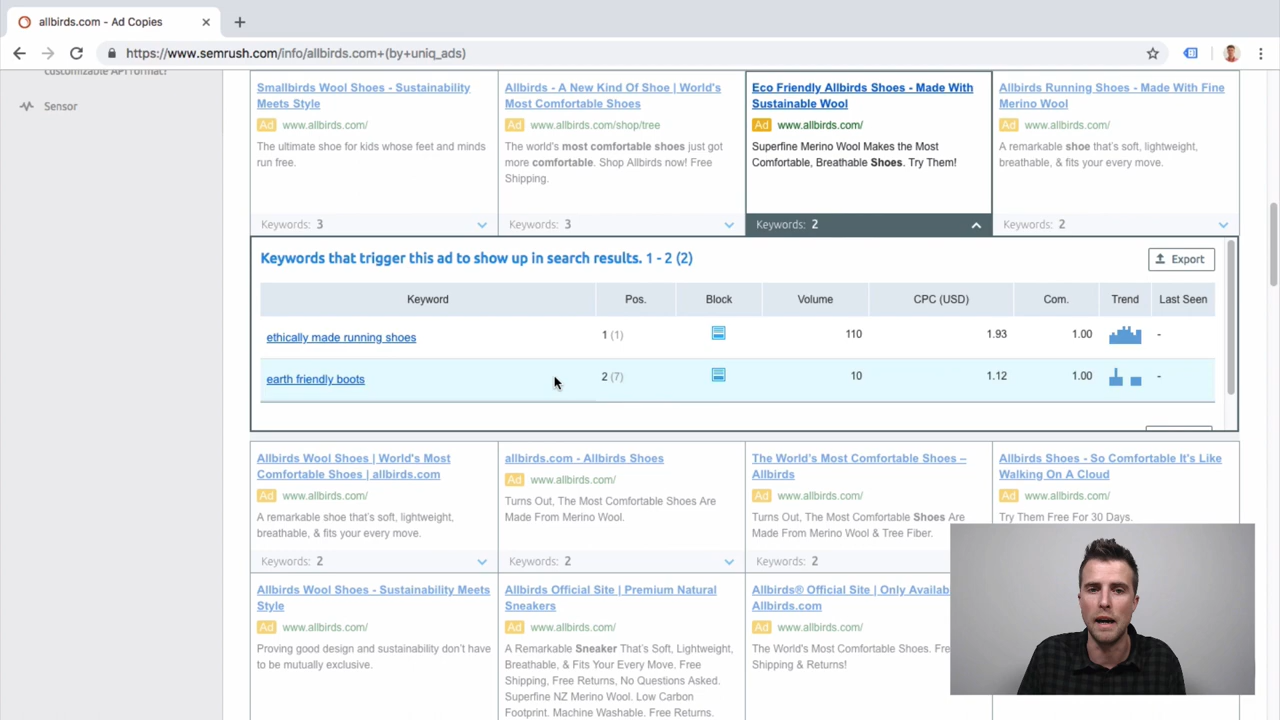 allbirds.com - Ad Copies
https://www.semrush.com/info/allbirds.com+(by+uniq_ads)
customizable API format!
Sensor
Smallbirds Wool Shoes - Sustainability
Meets Style
Ad www.allbirds.com/
The ultimate shoe for kids whose feet and minds
run free.
Keywords: 3
Allbirds - A New Kind Of Shoe | World's
Most Comfortable Shoes
Ad www.allbirds.com/shop/tree
The world's most comfortable shoes just got
more comfortable. Shop Allbirds now! Free
Shipping.
Keywords: 3
Eco Friendly Allbirds Shoes - Made With
Sustainable Wool
Ad www.allbirds.com/
Superfine Merino Wool Makes the Most
Comfortable, Breathable Shoes. Try Them!
Keywords: 2
Allbirds Running Shoes - Made With Fine
Merino Wool
Ad www.allbirds.com/
A remarkable shoe that's soft, lightweight,
breathable, & fits your every move.
Keywords: 2
Keywords that trigger this ad to show up in search results. 1 - 2 (2)
Export
Keyword Pos. Block Volume CPC (USD) Com. Trend Last Seen
ethically made running shoes 1 (1) 110 1.93 1.00 -
earth friendly boots 2 (7) 10 1.12 1.00 -
Allbirds Wool Shoes | World's Most
Comfortable Shoes | allbirds.com
Ad www.allbirds.com/
A remarkable shoe that's soft, lightweight,
breathable, & fits your every move.
Keywords: 2
allbirds.com - Allbirds Shoes
Ad www.allbirds.com/
Turns Out, The Most Comfortable Shoes Are
Made From Merino Wool.
Keywords: 2
The World's Most Comfortable Shoes –
Allbirds
Ad www.allbirds.com/
Turns Out, The Most Comfortable Shoes Are
Made From Merino Wool & Tree Fiber.
Keywords: 2
Allbirds Shoes - So Comfortable It's Like
Walking On A Cloud
Ad www.allbirds.com/
Try Them Free For 30 Days.
Allbirds Wool Shoes - Sustainability Meets
Style
Ad www.allbirds.com/
Proving good design and sustainability don't have
to be mutually exclusive.
Allbirds Official Site | Premium Natural
Sneakers
Ad www.allbirds.com/
A Remarkable Sneaker That's Soft, Lightweight,
Breathable, & Fits Your Every Move. Free
Shipping, Free Returns, No Questions Asked.
Superfine NZ Merino Wool. Low Carbon
Footprint. Machine Washable. Free Returns.
Allbirds® Official Site | Only Availab
Allbirds.com
Ad www.allbirds.com/
The World's Most Comfortable Shoes. Fre
Shipping & Returns!